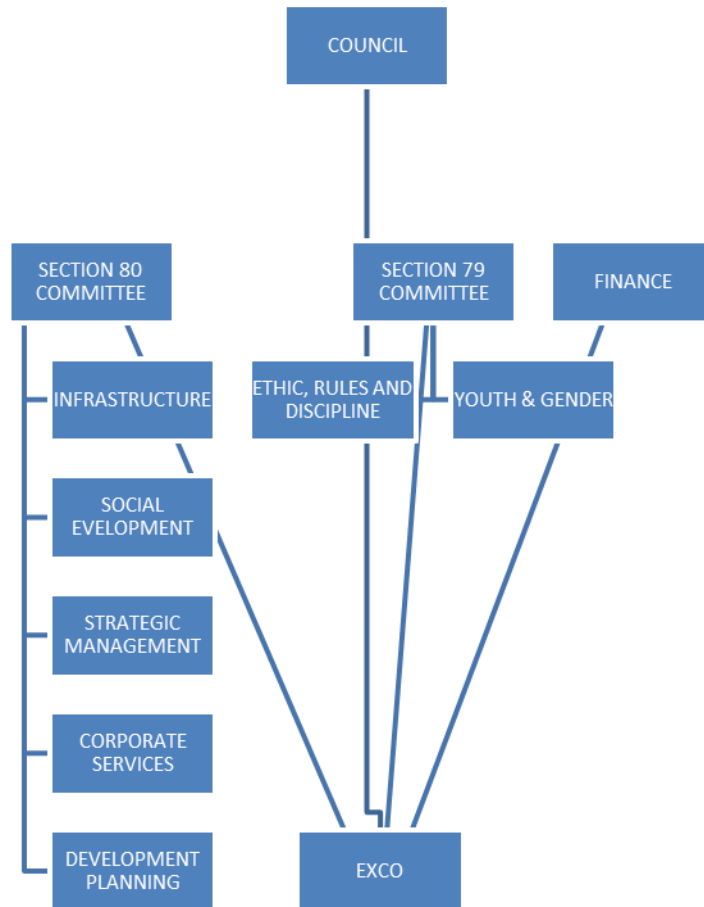 COUNCIL
SECTION 80
COMMITTEE
SECTION 79
COMMITTEE
FINANCE
INFRASTRUCTURE
ETHIC, RULES AND
DISCIPLINE
YOUTH & GENDER
SOCIAL
EVELOPMENT
STRATEGIC
MANAGEMENT
CORPORATE
SERVICES
DEVELOPMENT
PLANNING
EXCO